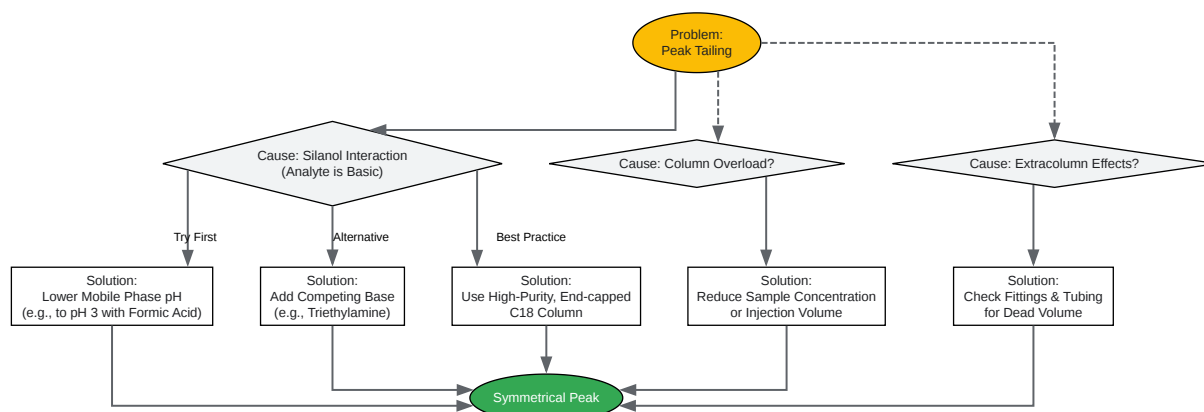 Problem:
Peak Tailing
Cause: Silanol Interaction
(Analyte is Basic)
Cause: Column Overload?
Cause: Extracolumn Effects?
Try First
Alternative
Best Practice
Solution:
Lower Mobile Phase pH
(e.g., to pH 3 with Formic Acid)
Solution:
Add Competing Base
(e.g., Triethylamine)
Solution:
Use High-Purity, End-capped
C18 Column
Solution:
Reduce Sample Concentration
or Injection Volume
Solution:
Check Fittings & Tubing
for Dead Volume
Symmetrical Peak